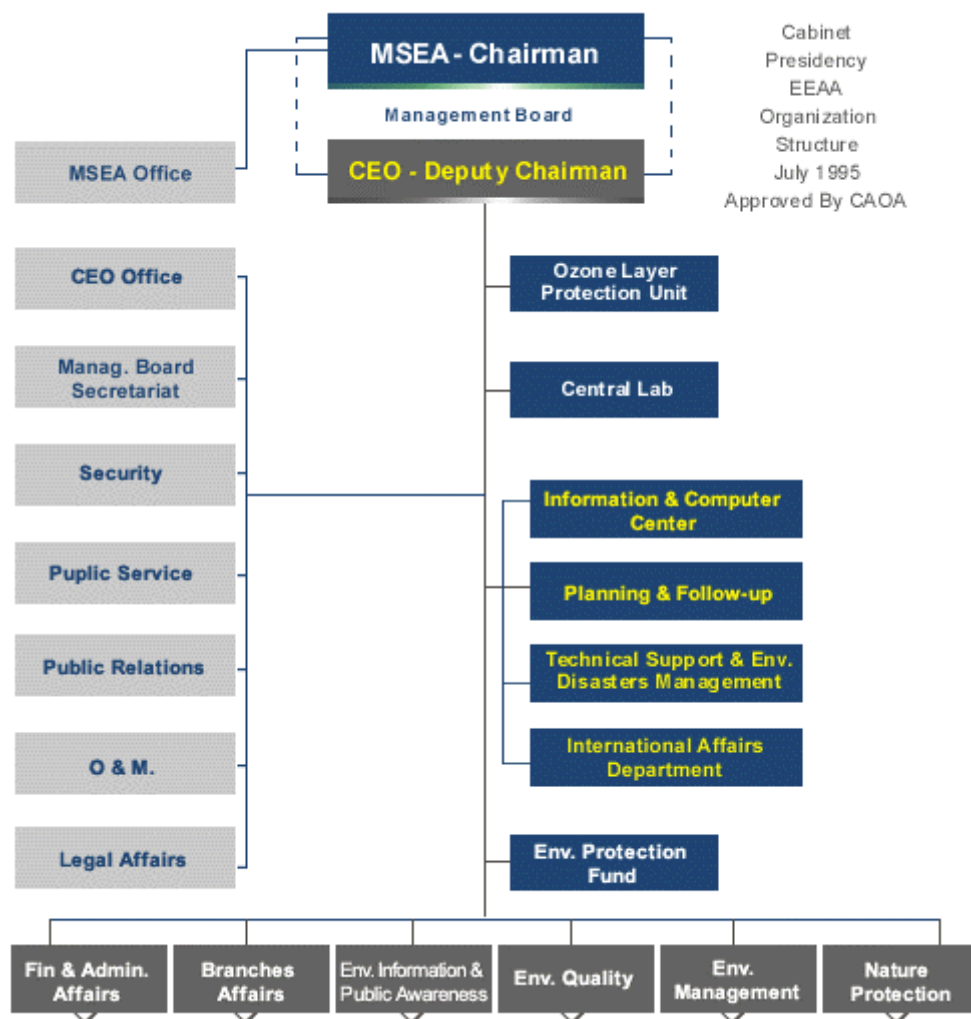 MSEA - Chairman
Management Board
CEO - Deputy Chairman
Cabinet
Presidency
EEAA
Organization
Structure
July 1995
Approved By CAOA
MSEA Office
CEO Office
Manag. Board
Secretariat
Security
Puplic Service
Public Relations
O & M.
Legal Affairs
Ozone Layer
Protection Unit
Central Lab
Information & Computer
Center
Planning & Follow-up
Technical Support & Env.
Disasters Management
International Affairs
Department
Env. Protection
Fund
Fin & Admin.
Affairs
Branches
Affairs
Env. Information &
Public Awareness
Env. Quality
Env.
Management
Nature
Protection